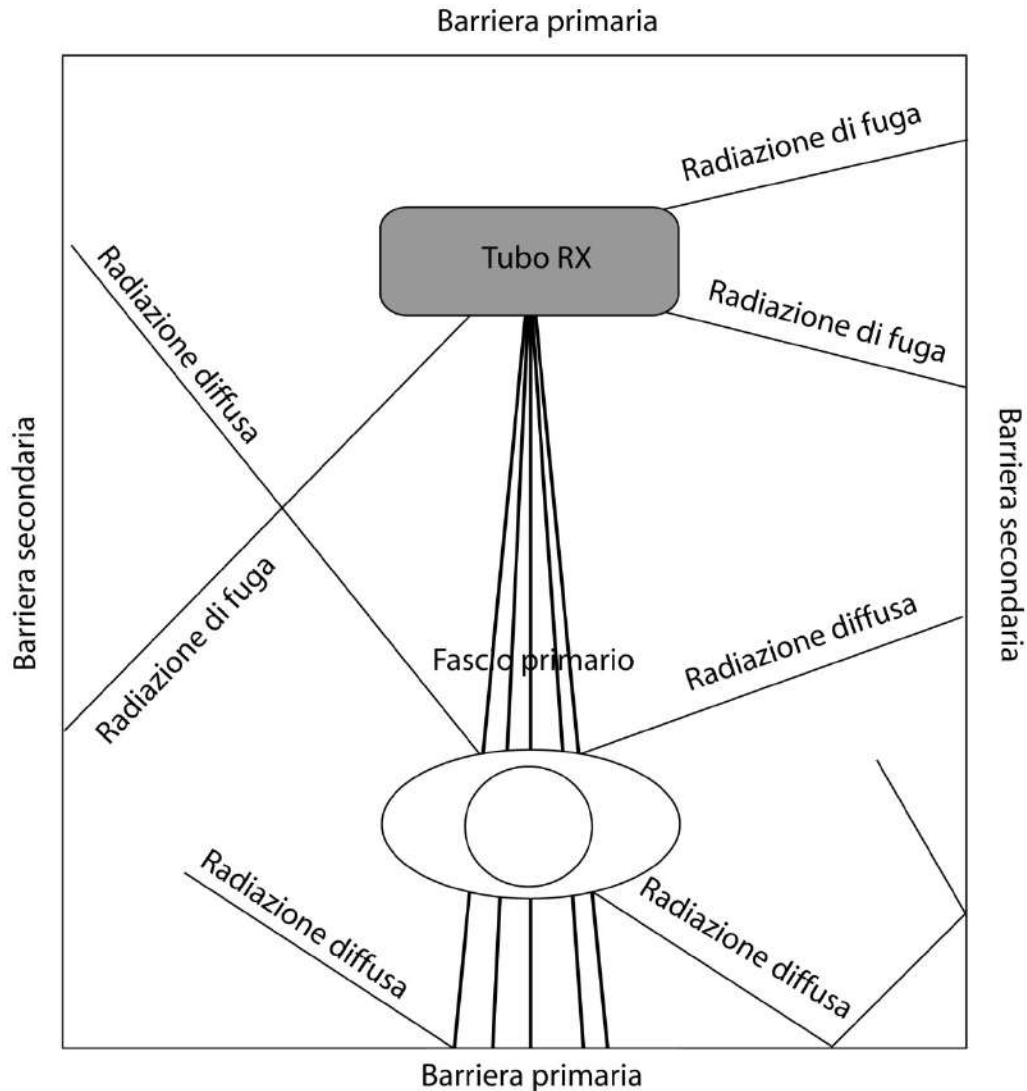 Barriera primaria
Radiazione di fuga
Tubo RX
Radiazione di fuga
Radiazione diffusa
Barriera secondaria
Barriera secondaria
Radiazione di fuga
Fascio primario
Radiazione diffusa
Radiazione diffusa
Radiazione diffusa
Barriera primaria